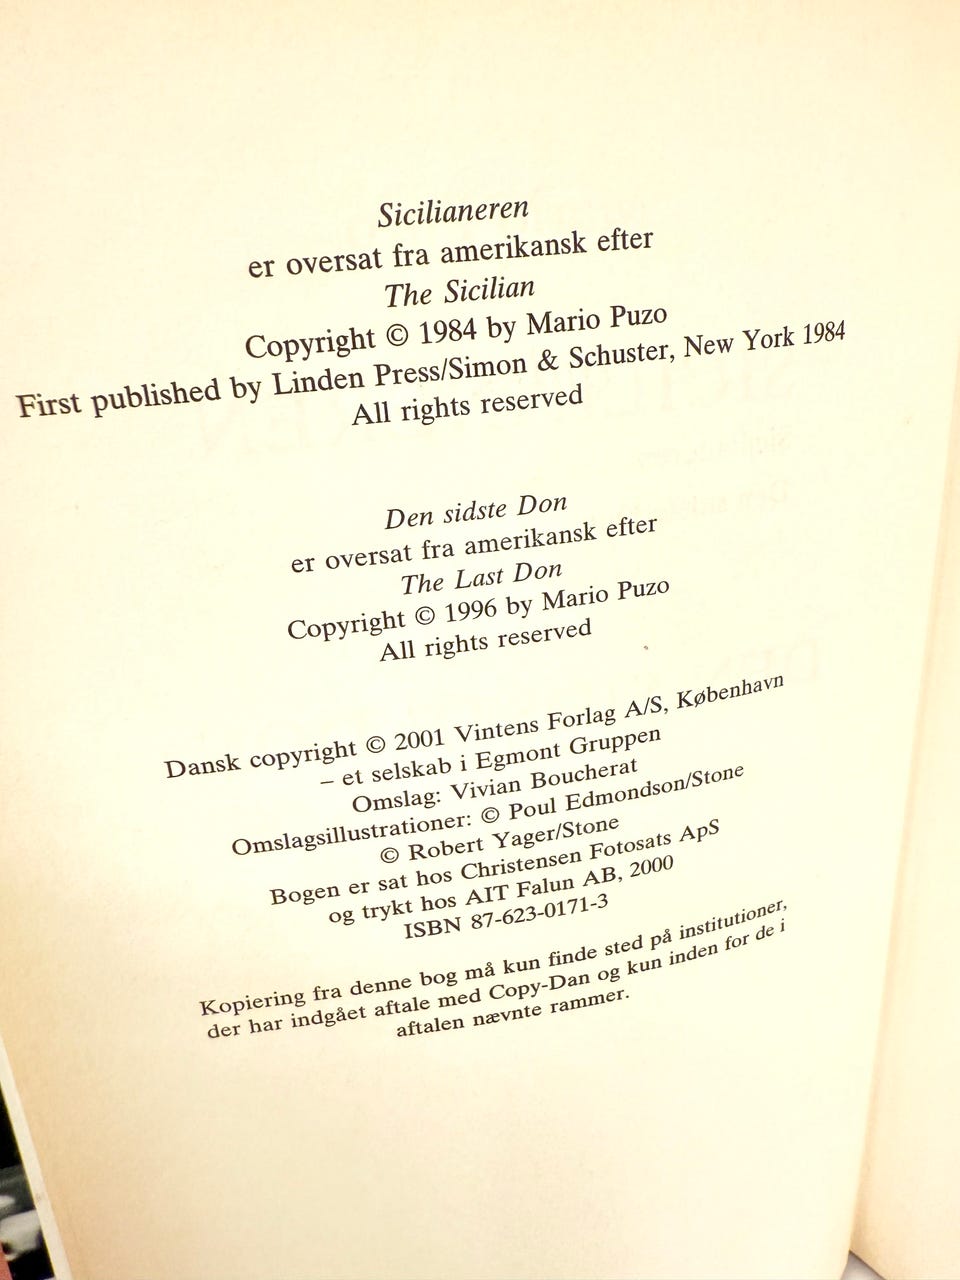 Sicilianeren
er oversat fra amerikansk efter
The Sicilian
Copyright © 1984 by Mario Puzo
First published by Linden Press/Simon & Schuster, New York 1984
All rights reserved
Den sidste Don
er oversat fra amerikansk efter
The Last Don
Copyright © 1996 by Mario Puzo
All rights reserved
Dansk copyright © 2001 Vintens Forlag A/S, København
– et selskab i Egmont Gruppen
Omslag: Vivian Boucherat
Omslagsillustrationer: © Poul Edmondson/Stone
© Robert Yager/Stone
Bogen er sat hos Christensen Fotosats ApS
og trykt hos AIT Falun AB, 2000
ISBN 87-623-0171-3
Kopiering fra denne bog må kun finde sted på institutioner,
der har indgået aftale med Copy-Dan og kun inden for de i
aftalen nævnte rammer.